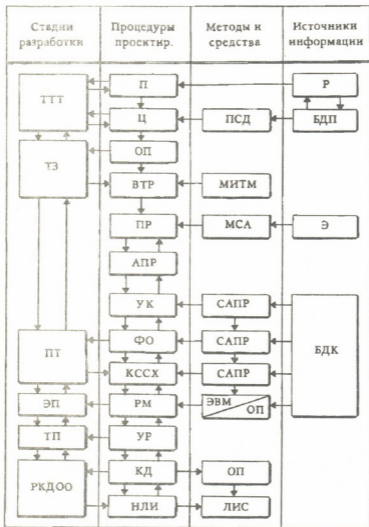 Стадии разработки
Процедуры проектир.
Методы и средства
Источники информации
П
Р
ТТТ
Ц
ПСД
БДП
ОП
ТЗ
ВТР
МИТМ
ПР
МСА
Э
АПР
УК
САПР
ФО
САПР
БДК
ПТ
КССХ
САПР
ЭП
РМ
ЭВМ
ОП
ТП
УР
КД
ОП
РКДОО
НЛИ
ЛИС